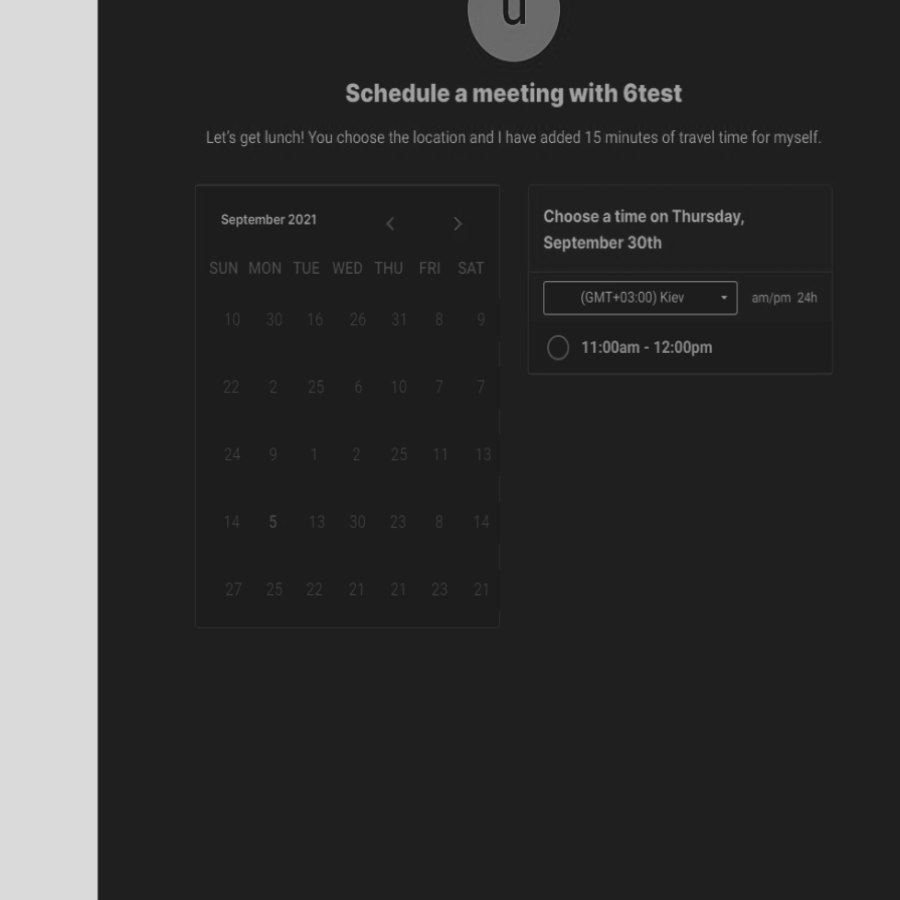 u
Schedule a meeting with 6test
Let's get lunch! You choose the location and I have added 15 minutes of travel time for myself.
September 2021
SUN MON TUE WED THU FRI SAT
10 30 16 26 31 8 9
22 2 25 6 10 7 7
24 9 1 2 25 11 13
14 5 13 30 23 8 14
27 25 22 21 21 23 21
Choose a time on Thursday,
September 30th
(GMT+03:00) Kiev am/pm 24h
11:00am - 12:00pm